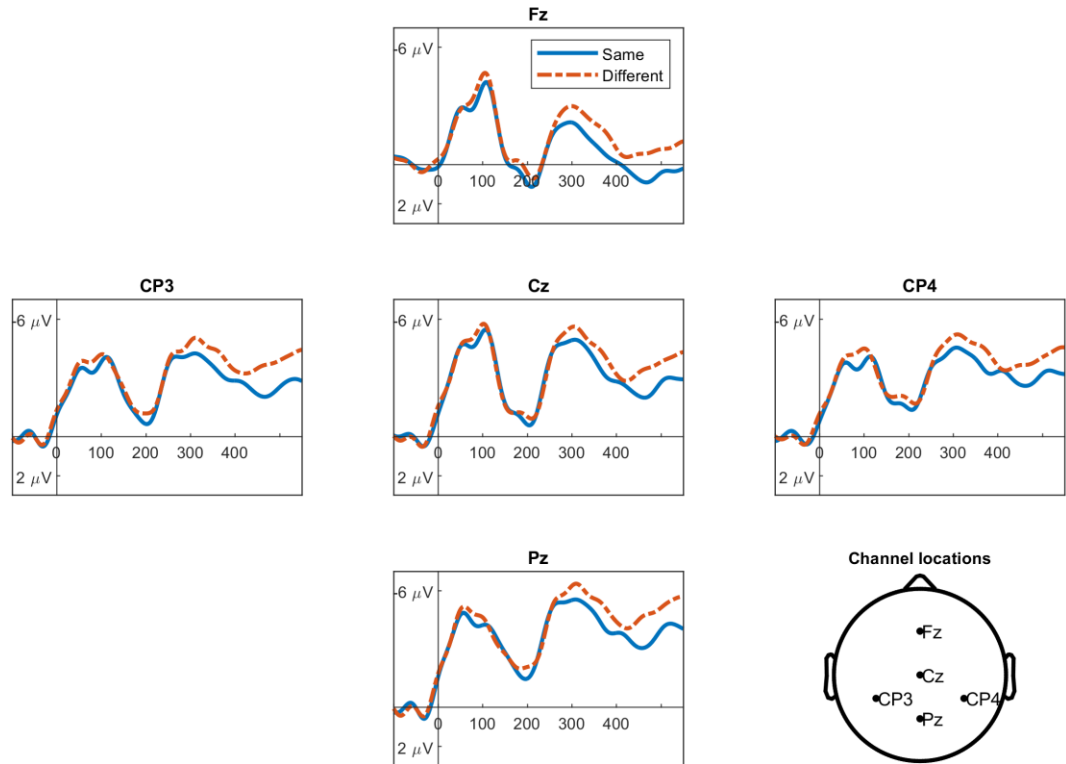 Fz
-6 μV
Same
Different
0 100 200 300 400
2 μV
CP3
-6 μV
0 100 200 300 400
2 μV
Cz
-6 μV
0 100 200 300 400
2 μV
CP4
-6 μV
0 100 200 300 400
2 μV
Pz
-6 μV
0 100 200 300 400
2 μV
Channel locations
Fz
Cz
CP3 CP4
Pz